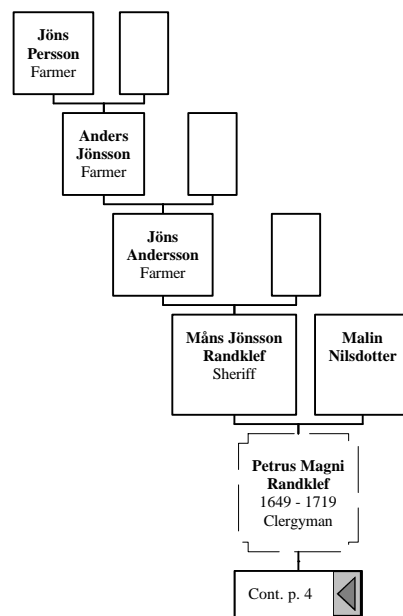 Jöns
Persson
Farmer
Anders
Jönsson
Farmer
Jöns
Andersson
Farmer
Måns Jönsson
Randklef
Sheriff
Malin
Nilsdotter
Petrus Magni
Randklef
1649 - 1719
Clergyman
Cont. p. 4